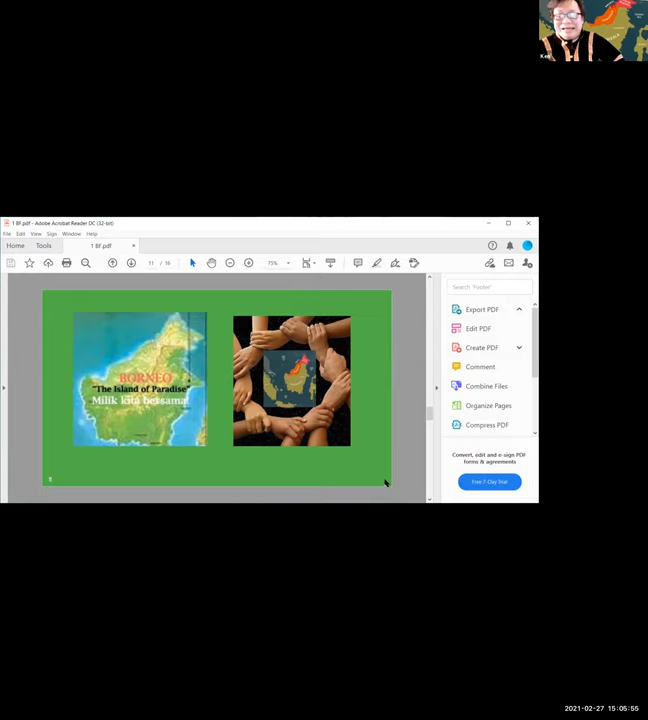 1 BF.pdf - Adobe Acrobat Reader DC (32-bit)
File Edit View Sign Window Help
Home Tools 1 BF.pdf ×
11 / 16 75%
Search 'Footer'
Export PDF
Edit PDF
Create PDF
Comment
Combine Files
Organize Pages
Compress PDF
Convert, edit and e-sign PDF
forms & agreements
Free 7-Day Trial
BORNEO
"The Island of Paradise"
Milik kita bersama!
2021-02-27 15:05:55